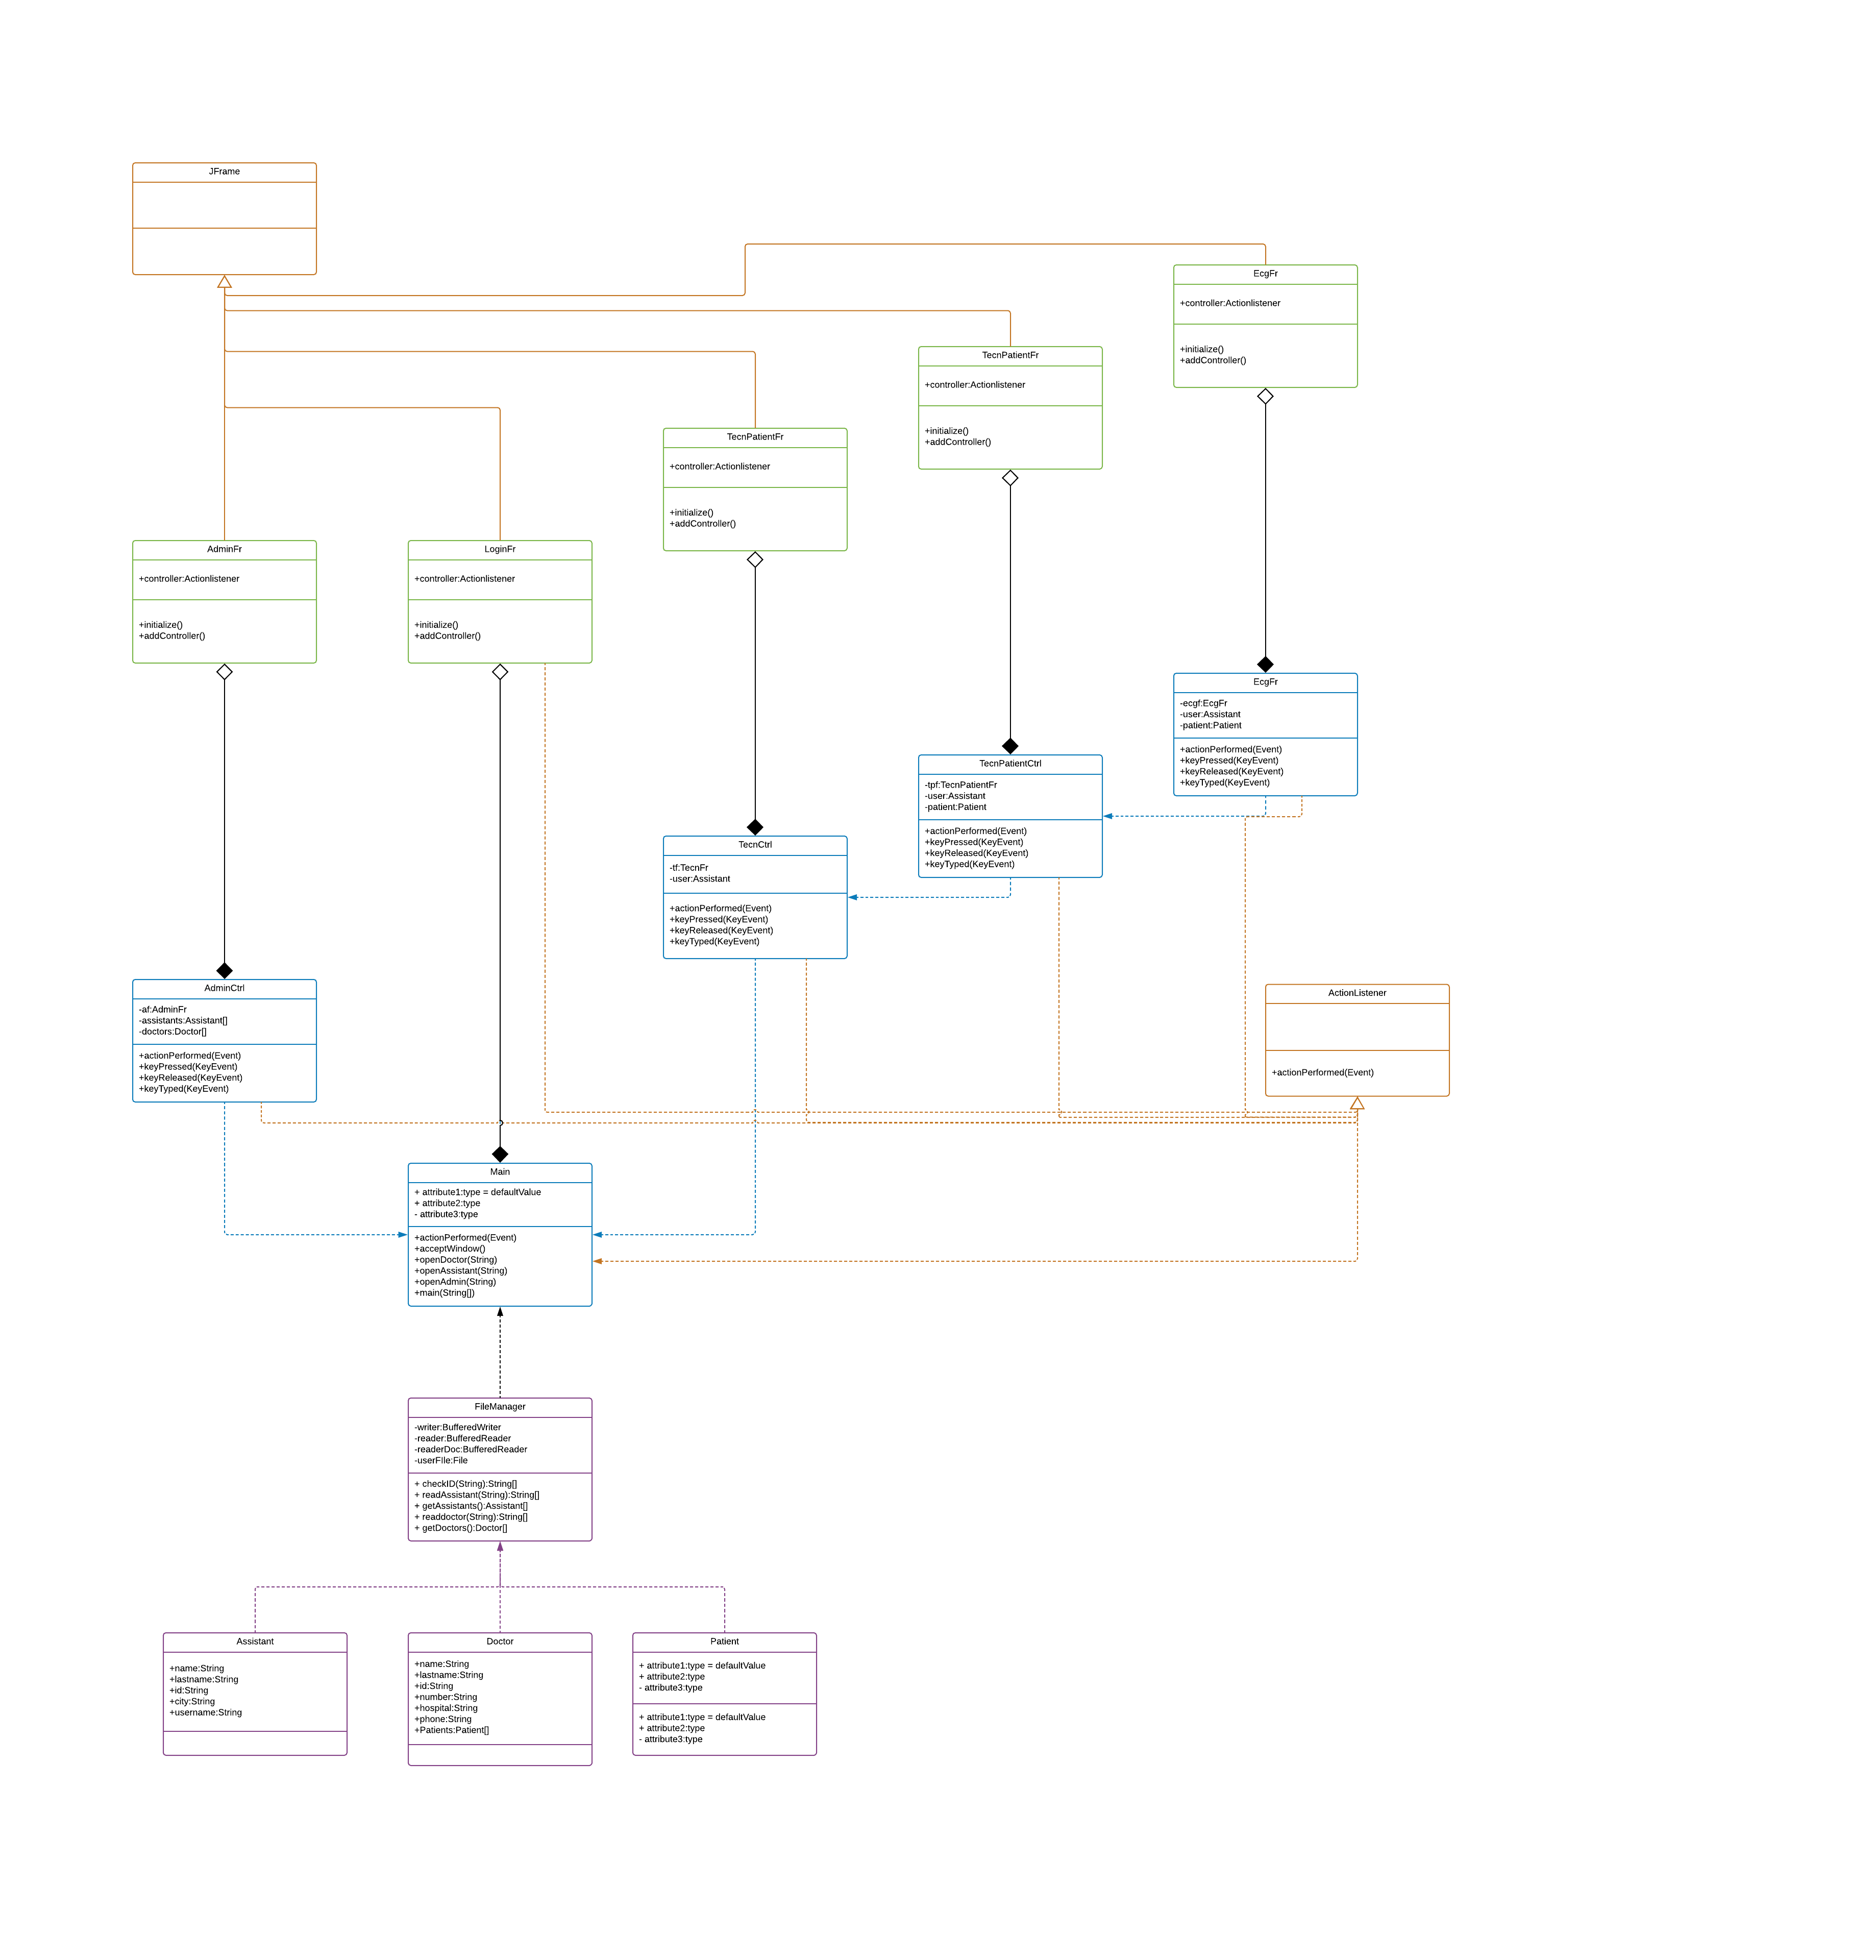 JFrame
EcgFr
+controller:Actionlistener
+initialize()
+addController()
TecnPatientFr
+controller:Actionlistener
+initialize()
+addController()
TecnPatientFr
+controller:Actionlistener
+initialize()
+addController()
AdminFr
+controller:Actionlistener
+initialize()
+addController()
LoginFr
+controller:Actionlistener
+initialize()
+addController()
EcgFr
-ecgf:EcgFr
-user:Assistant
-patient:Patient
+actionPerformed(Event)
+keyPressed(KeyEvent)
+keyReleased(KeyEvent)
+keyTyped(KeyEvent)
TecnPatientCtrl
-tpf:TecnPatientFr
-user:Assistant
-patient:Patient
+actionPerformed(Event)
+keyPressed(KeyEvent)
+keyReleased(KeyEvent)
+keyTyped(KeyEvent)
TecnCtrl
-tf:TecnFr
-user:Assistant
+actionPerformed(Event)
+keyPressed(KeyEvent)
+keyReleased(KeyEvent)
+keyTyped(KeyEvent)
AdminCtrl
-af:AdminFr
-assistants:Assistant[]
-doctors:Doctor[]
+actionPerformed(Event)
+keyPressed(KeyEvent)
+keyReleased(KeyEvent)
+keyTyped(KeyEvent)
ActionListener
+actionPerformed(Event)
Main
+ attribute1:type = defaultValue
+ attribute2:type
- attribute3:type
+actionPerformed(Event)
+acceptWindow()
+openDoctor(String)
+openAssistant(String)
+openAdmin(String)
+main(String[])
FileManager
-writer:BufferedWriter
-reader:BufferedReader
-readerDoc:BufferedReader
-userFIle:File
+ checkID(String):String[]
+ readAssistant(String):String[]
+ getAssistants():Assistant[]
+ readdoctor(String):String[]
+ getDoctors():Doctor[]
Assistant
+name:String
+lastname:String
+id:String
+city:String
+username:String
Doctor
+name:String
+lastname:String
+id:String
+number:String
+hospital:String
+phone:String
+Patients:Patient[]
Patient
+ attribute1:type = defaultValue
+ attribute2:type
- attribute3:type
+ attribute1:type = defaultValue
+ attribute2:type
- attribute3:type